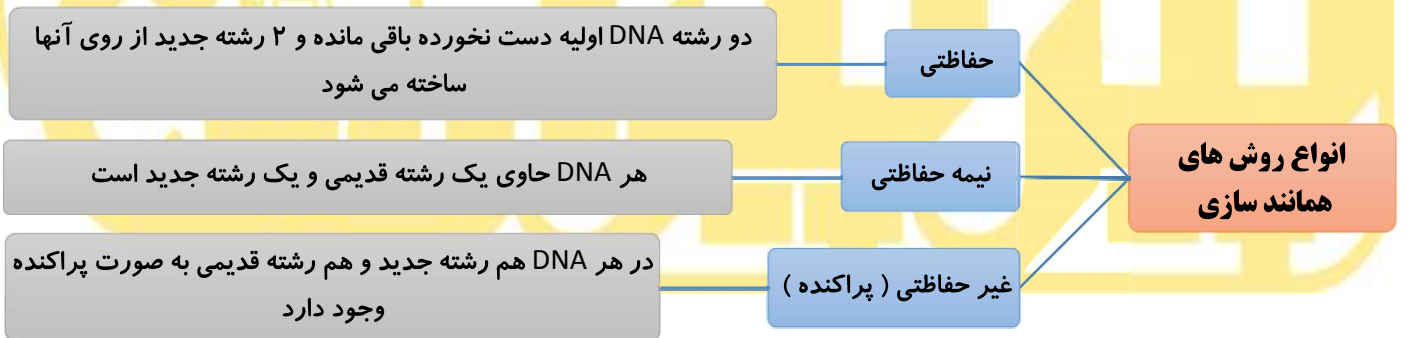 انواع روش های
همانند سازی
حفاظتی
دو رشته DNA اولیه دست نخورده باقی مانده و ۲ رشته جدید از روی آنها
ساخته می شود
نیمه حفاظتی
هر DNA حاوی یک رشته قدیمی و یک رشته جدید است
غیر حفاظتی ( پراکنده )
در هر DNA هم رشته جدید و هم رشته قدیمی به صورت پراکنده
وجود دارد